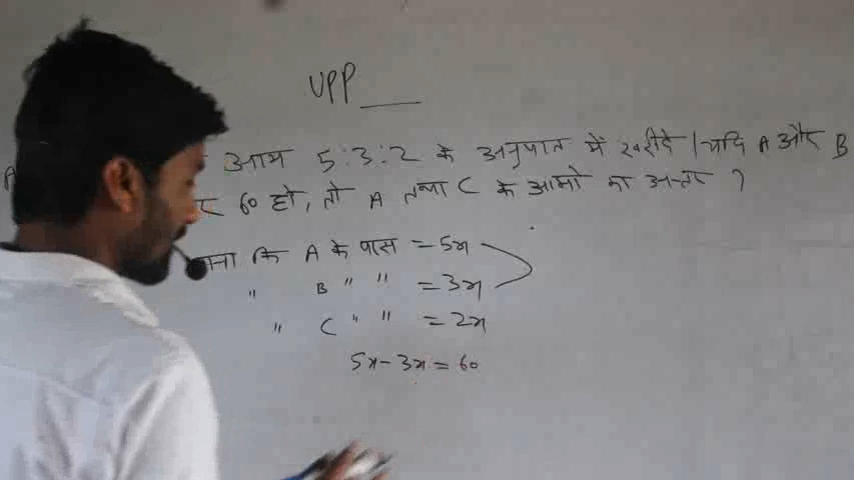 UPP
A आम 5:3:2 के अनुपात में खरीदे । यदि A और B
60 हो, तो A तथा C के आमो का अन्तर ?
कि A के पास = 5x
" B " " = 3x
" C " " = 2x
5x - 3x = 60